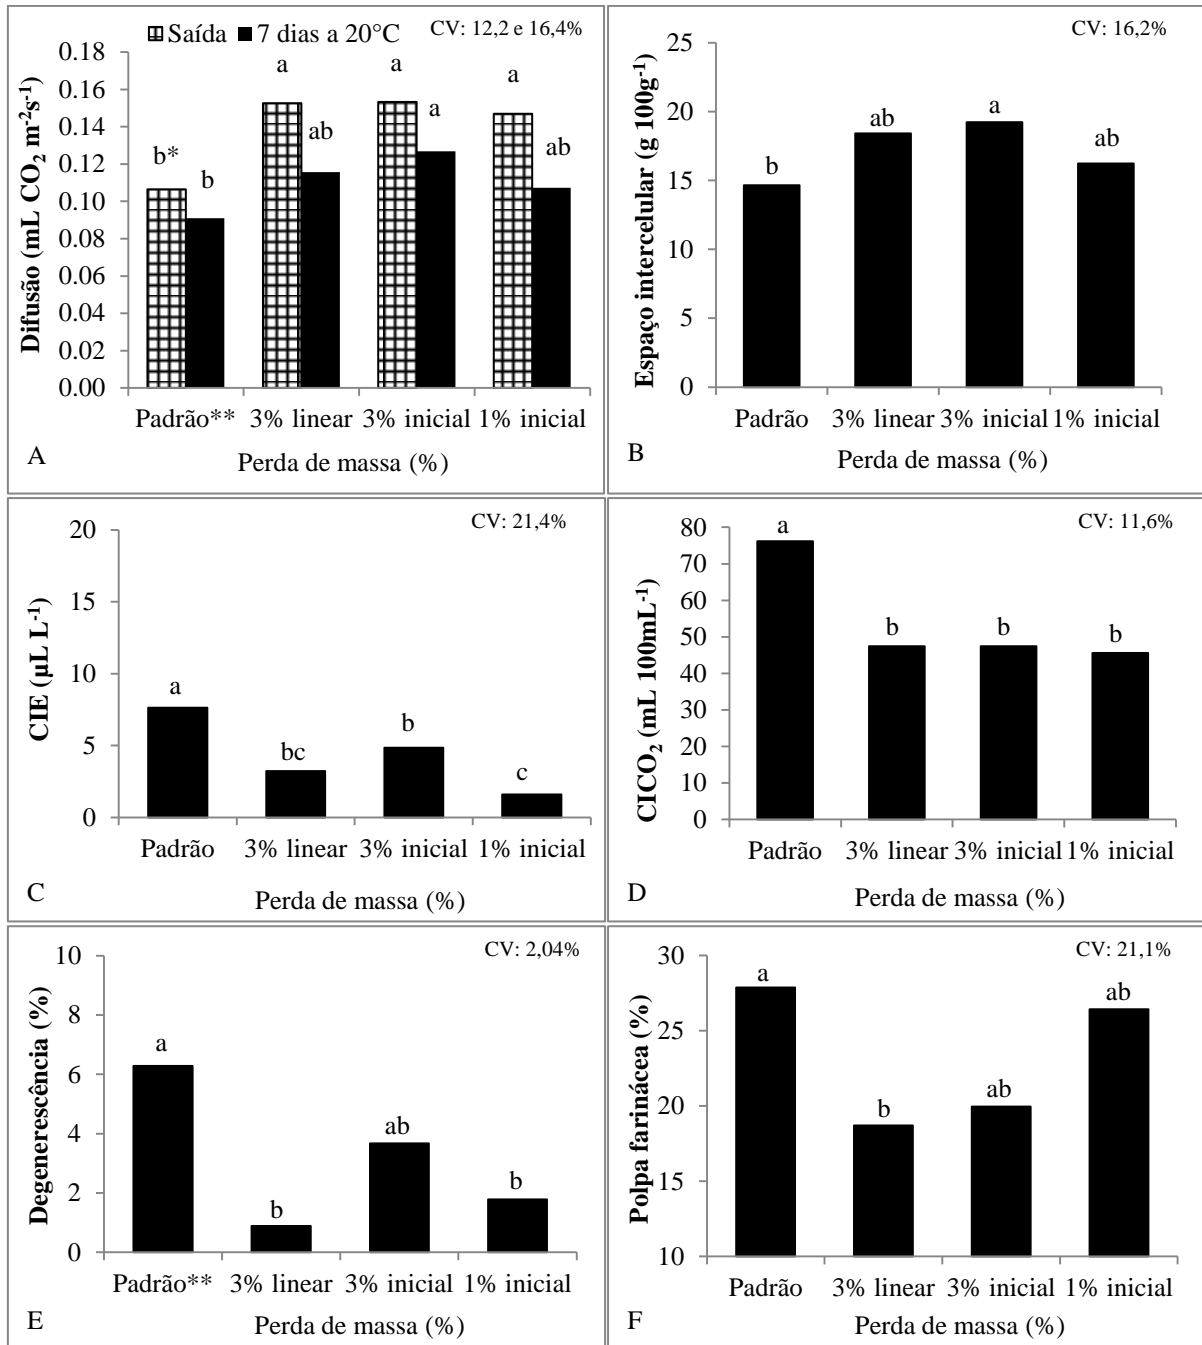 Saída 7 dias a 20°C CV: 12,2 e 16,4%
Difusão (mL CO₂ m⁻²s⁻¹)
0.18
0.16
0.14
0.12
0.10
0.08
0.06
0.04
0.02
0.00
b* b a ab a a a ab
Padrão** 3% linear 3% inicial 1% inicial
Perda de massa (%)
A
CV: 16,2%
Espaço intercelular (g 100g⁻¹)
25
20
15
10
5
0
b ab a ab
Padrão 3% linear 3% inicial 1% inicial
Perda de massa (%)
B
CV: 21,4%
CIE (µL L⁻¹)
20
15
10
5
0
a bc b c
Padrão 3% linear 3% inicial 1% inicial
Perda de massa (%)
C
CV: 11,6%
CICO₂ (mL 100mL⁻¹)
80
70
60
50
40
30
20
10
0
a b b b
Padrão 3% linear 3% inicial 1% inicial
Perda de massa (%)
D
CV: 2,04%
Degenerescência (%)
10
8
6
4
2
0
a b ab b
Padrão** 3% linear 3% inicial 1% inicial
Perda de massa (%)
E
CV: 21,1%
Polpa farinácea (%)
30
25
20
15
10
a b ab ab
Padrão 3% linear 3% inicial 1% inicial
Perda de massa (%)
F